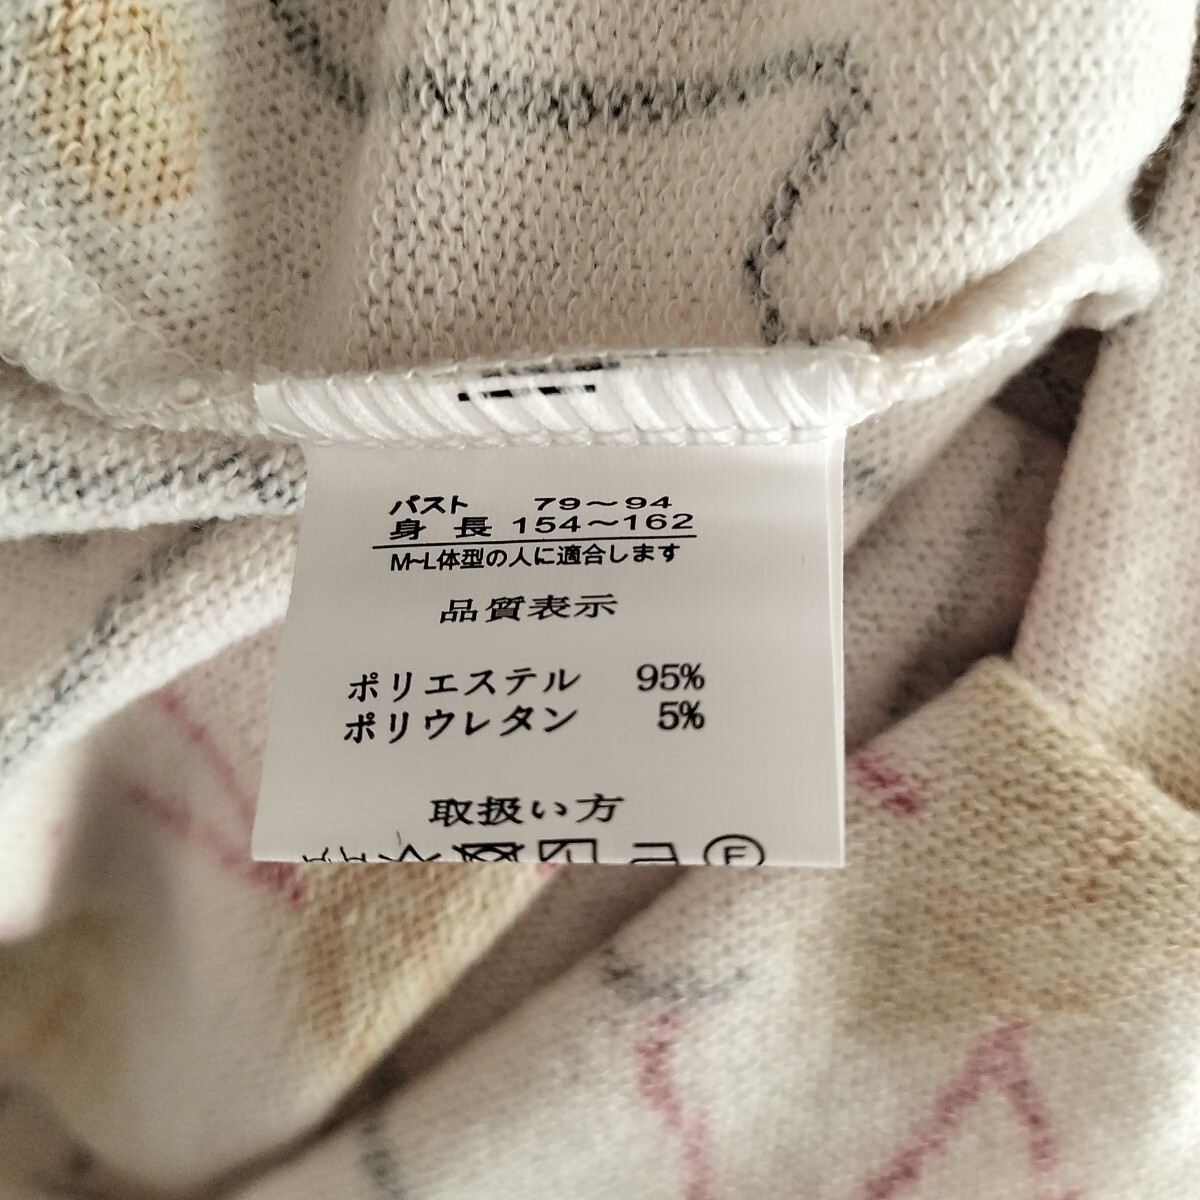 バスト 79～94
身長 154～162
M~L体型の人に適合します
品質表示
ポリエステル 95%
ポリウレタン 5%
取扱い方
F